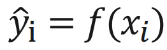 ŷᵢ = f(xᵢ)